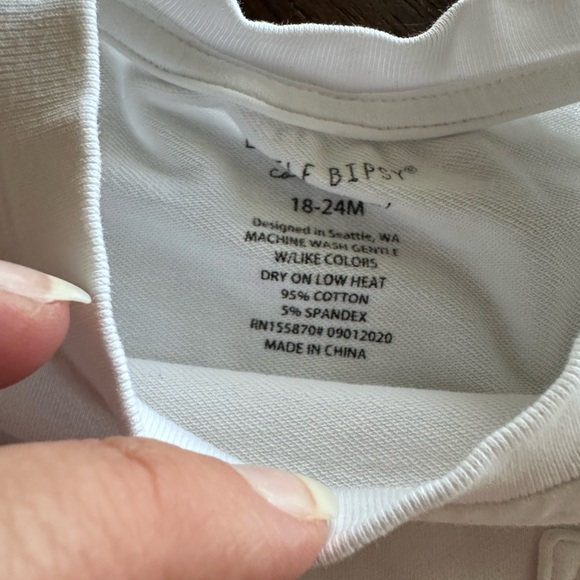 BIPSY®
18-24M
Designed in Seattle, WA
MACHINE WASH GENTLE
W/LIKE COLORS
DRY ON LOW HEAT
95% COTTON
5% SPANDEX
RN155870# 09012020
MADE IN CHINA